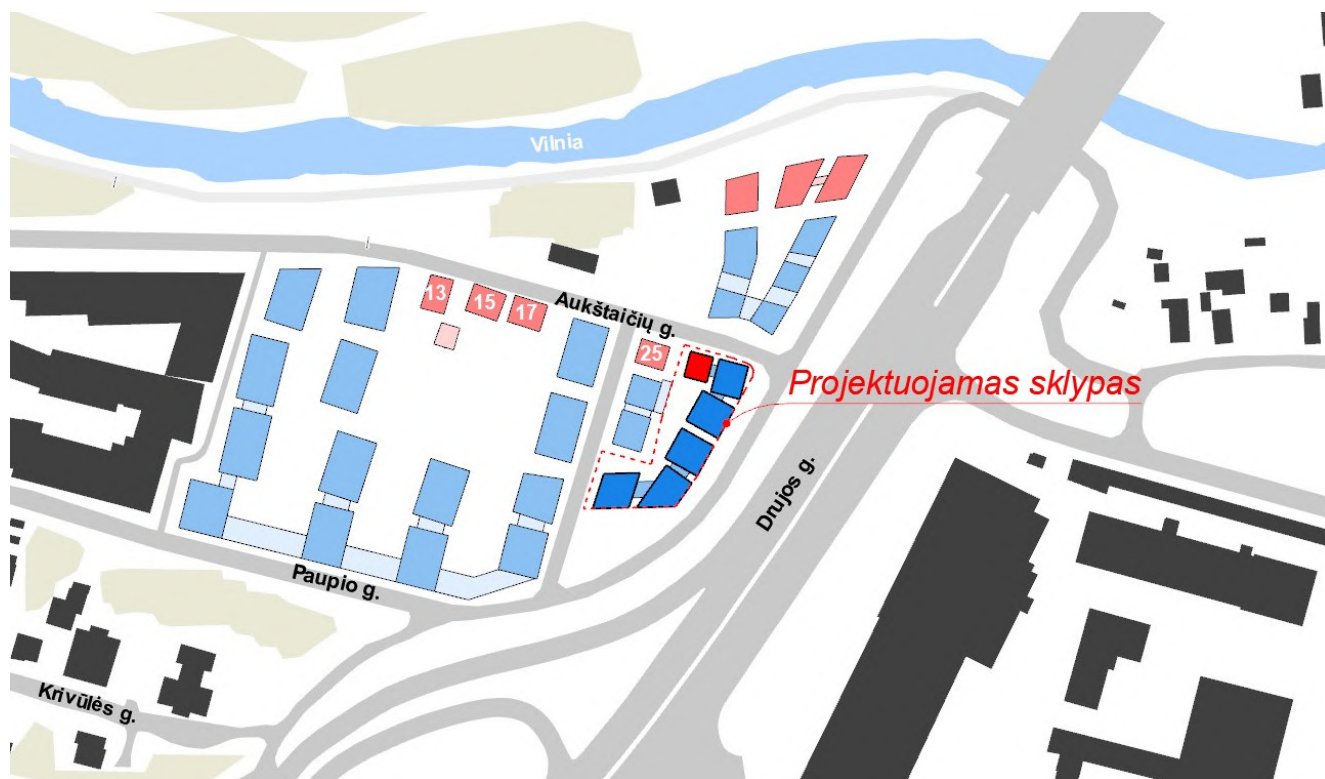 Vilnia
13
15
17
Aukštaičių g.
25
Projektuojamas sklypas
Drujos g.
Paupio g.
Krivūlės g.